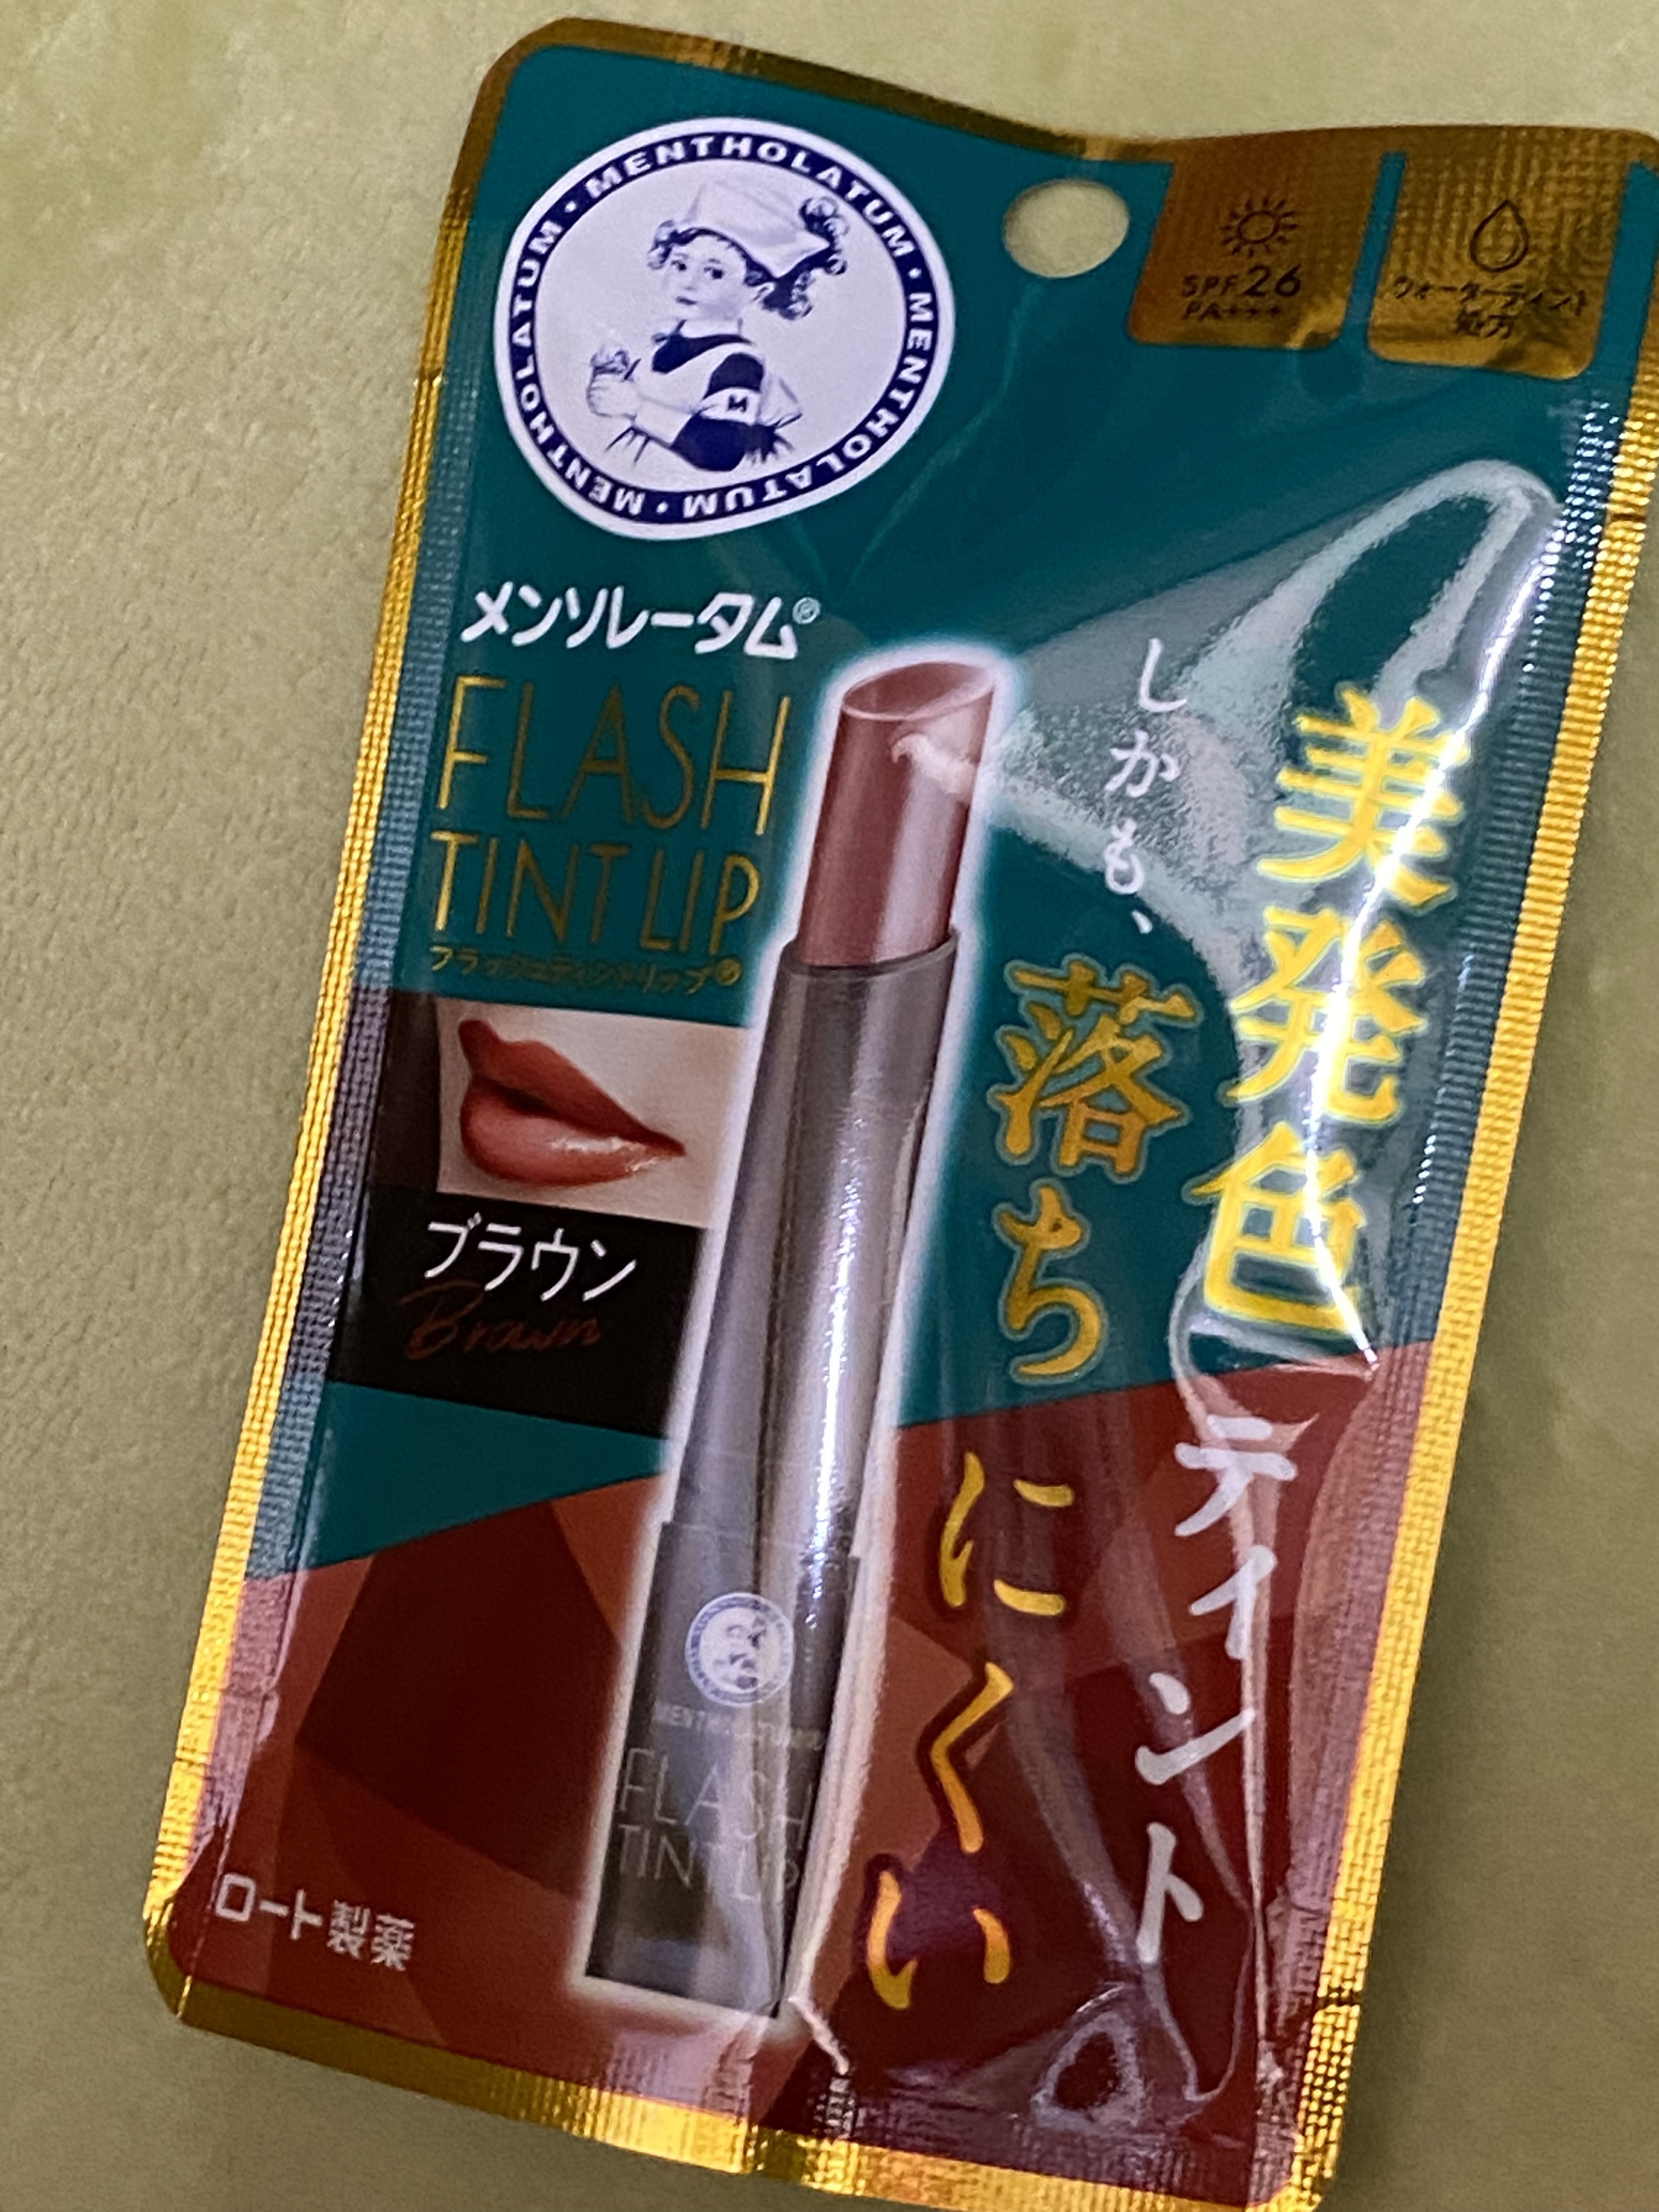 MENTHOLATUM・MENTHOLATUM・MENTHOLATUM・MENTHOLATUM・
M
SPF26
PA+++
ウォーターティント
処方
メンソレータム®
FLASH
TINT LIP
フラッシュティントリップ®
美発色ティント
しかも、落ちにくい
ブラウン
Brown
MENTHOLATUM
FLASH
TINT LIP
ロート製薬